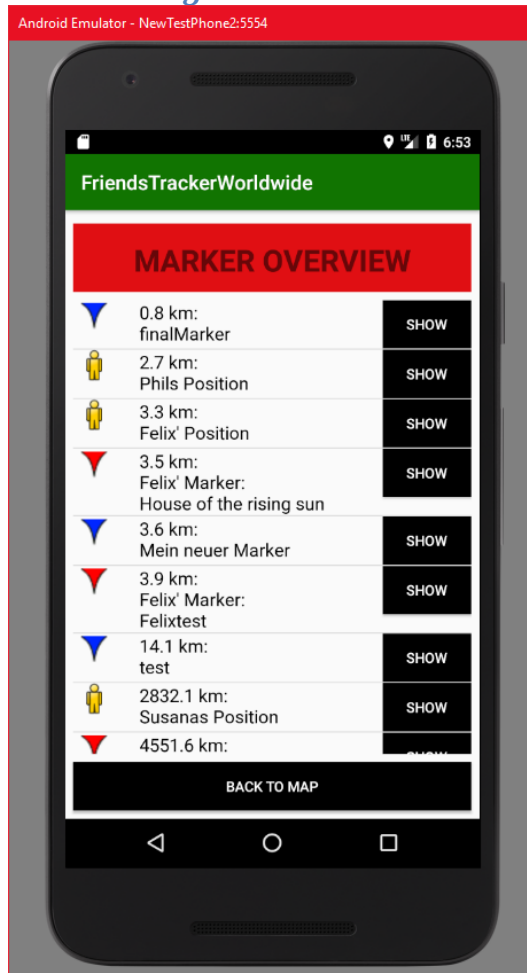 Android Emulator - NewTestPhone2:5554
LTE 6:53
FriendsTrackerWorldwide
MARKER OVERVIEW
0.8 km:
finalMarker
SHOW
2.7 km:
Phils Position
SHOW
3.3 km:
Felix' Position
SHOW
3.5 km:
Felix' Marker:
House of the rising sun
SHOW
3.6 km:
Mein neuer Marker
SHOW
3.9 km:
Felix' Marker:
Felixtest
SHOW
14.1 km:
test
SHOW
2832.1 km:
Susanas Position
SHOW
4551.6 km:
BACK TO MAP